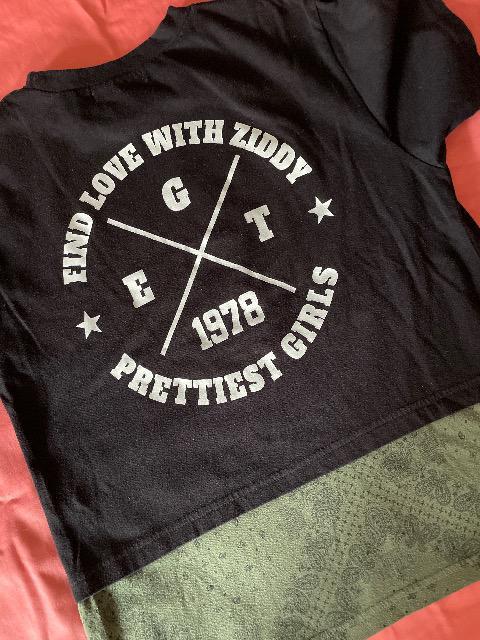 FIND LOVE WITH ZIDDY
G
E T
1978
PRETTIEST GIRLS